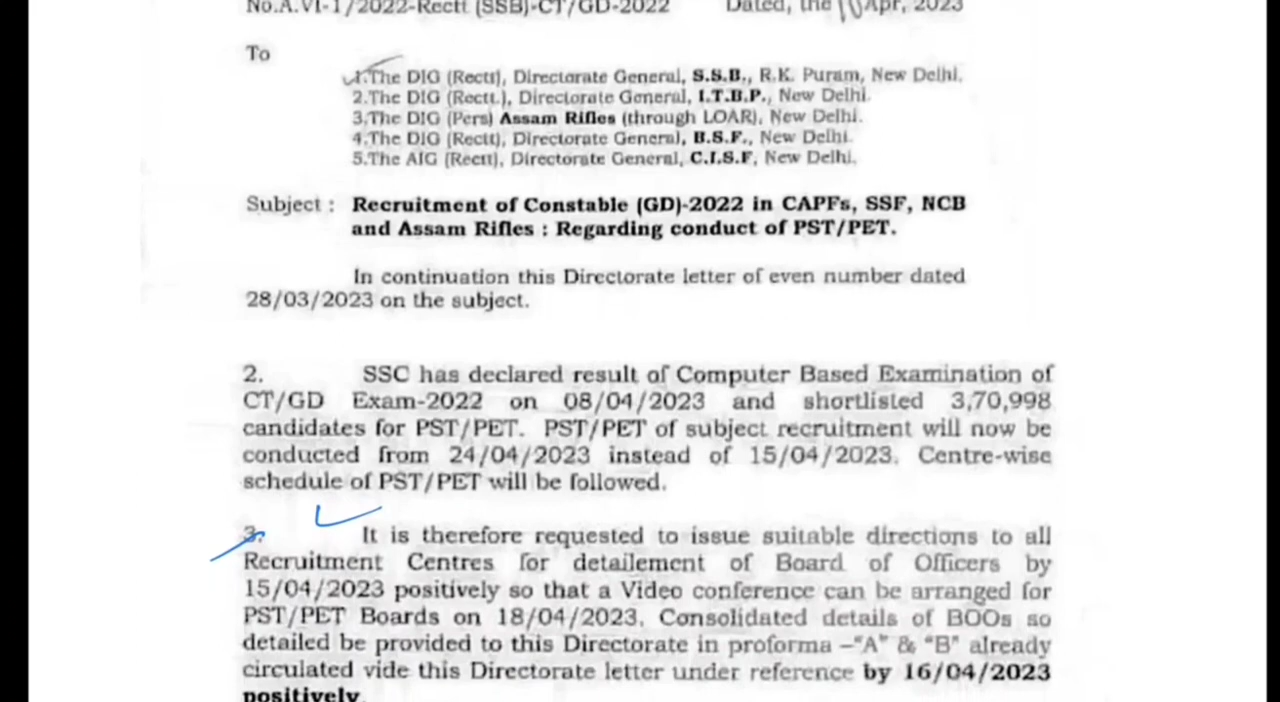 No.A.VI-1/2022-Rectt (SSB)-CT/GD-2022 Dated, the 10 Apr, 2023
To
1.The DIG (Rectt), Directorate General, S.S.B., R.K. Puram, New Delhi.
2.The DIG (Rectt.), Directorate General, I.T.B.P., New Delhi.
3.The DIG (Pers) Assam Rifles (through LOAR), New Delhi.
4.The DIG (Rectt), Directorate General, B.S.F., New Delhi.
5.The AIG (Rectt), Directorate General, C.I.S.F, New Delhi.
Subject : Recruitment of Constable (GD)-2022 in CAPFs, SSF, NCB
and Assam Rifles : Regarding conduct of PST/PET.
In continuation this Directorate letter of even number dated
28/03/2023 on the subject.
2. SSC has declared result of Computer Based Examination of
CT/GD Exam-2022 on 08/04/2023 and shortlisted 3,70,998
candidates for PST/PET. PST/PET of subject recruitment will now be
conducted from 24/04/2023 instead of 15/04/2023. Centre-wise
schedule of PST/PET will be followed.
3. It is therefore requested to issue suitable directions to all
Recruitment Centres for detailement of Board of Officers by
15/04/2023 positively so that a Video conference can be arranged for
PST/PET Boards on 18/04/2023. Consolidated details of BOOs so
detailed be provided to this Directorate in proforma –"A" & "B" already
circulated vide this Directorate letter under reference by 16/04/2023
positively.